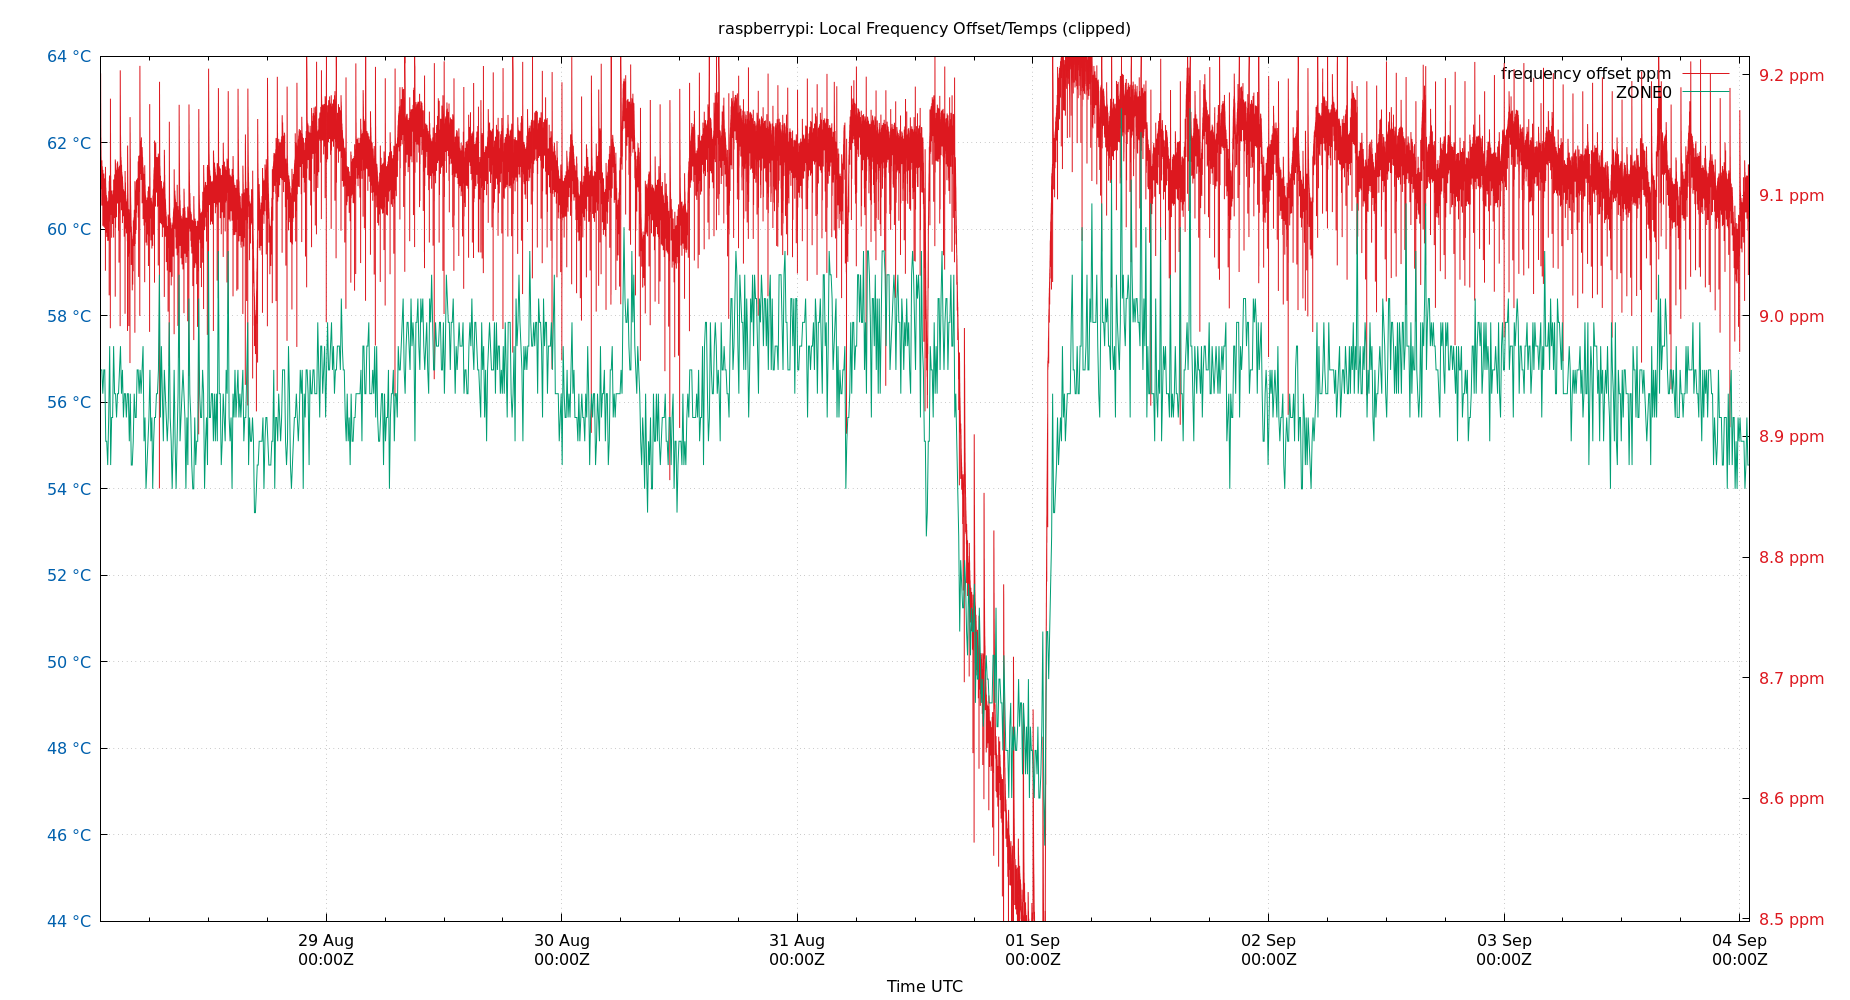 raspberrypi: Local Frequency Offset/Temps (clipped)
64 °C
62 °C
60 °C
58 °C
56 °C
54 °C
52 °C
50 °C
48 °C
46 °C
44 °C
frequency offset ppm
ZONE0
9.2 ppm
9.1 ppm
9.0 ppm
8.9 ppm
8.8 ppm
8.7 ppm
8.6 ppm
8.5 ppm
29 Aug
00:00Z
30 Aug
00:00Z
31 Aug
00:00Z
01 Sep
00:00Z
02 Sep
00:00Z
03 Sep
00:00Z
04 Sep
00:00Z
Time UTC